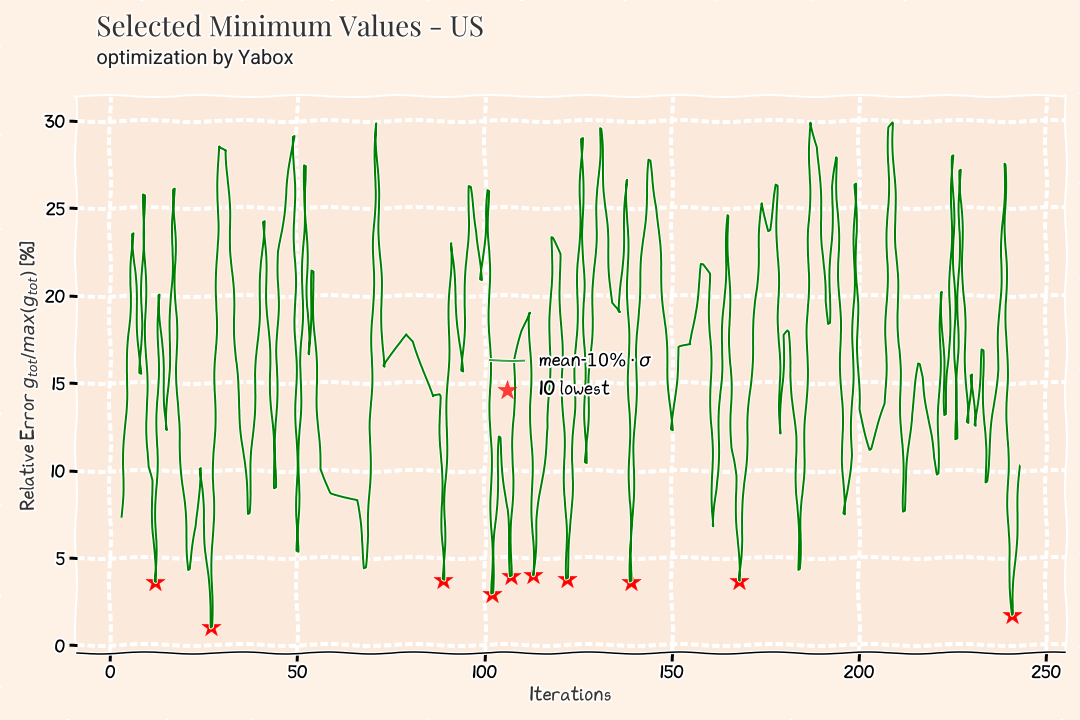 Selected Minimum Values - US
optimization by Yabox
Relative Error g_tot/max(g_tot) [%]
30
25
20
15
10
5
0
mean-10% · σ
10 lowest
0 50 100 150 200 250
Iterations